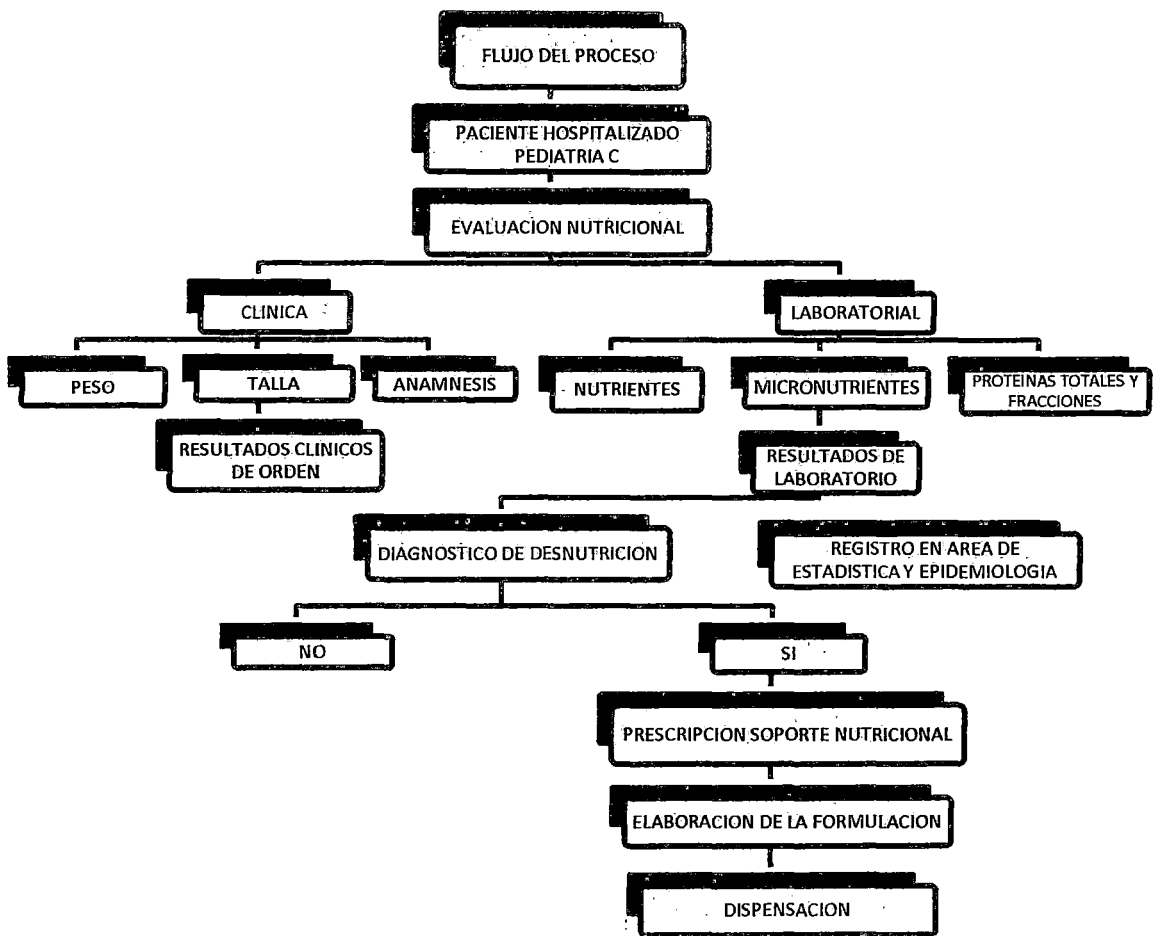 FLUJO DEL PROCESO
PACIENTE HOSPITALIZADO
PEDIATRIA C
EVALUACION NUTRICIONAL
CLINICA
LABORATORIAL
PESO
TALLA
ANAMNESIS
NUTRIENTES
MICRONUTRIENTES
PROTEINAS TOTALES Y
FRACCIONES
RESULTADOS CLINICOS
DE ORDEN
RESULTADOS DE
LABORATORIO
DIAGNOSTICO DE DESNUTRICION
REGISTRO EN AREA DE
ESTADISTICA Y EPIDEMIOLOGIA
NO
SI
PRESCRIPCION SOPORTE NUTRICIONAL
ELABORACION DE LA FORMULACION
DISPENSACION